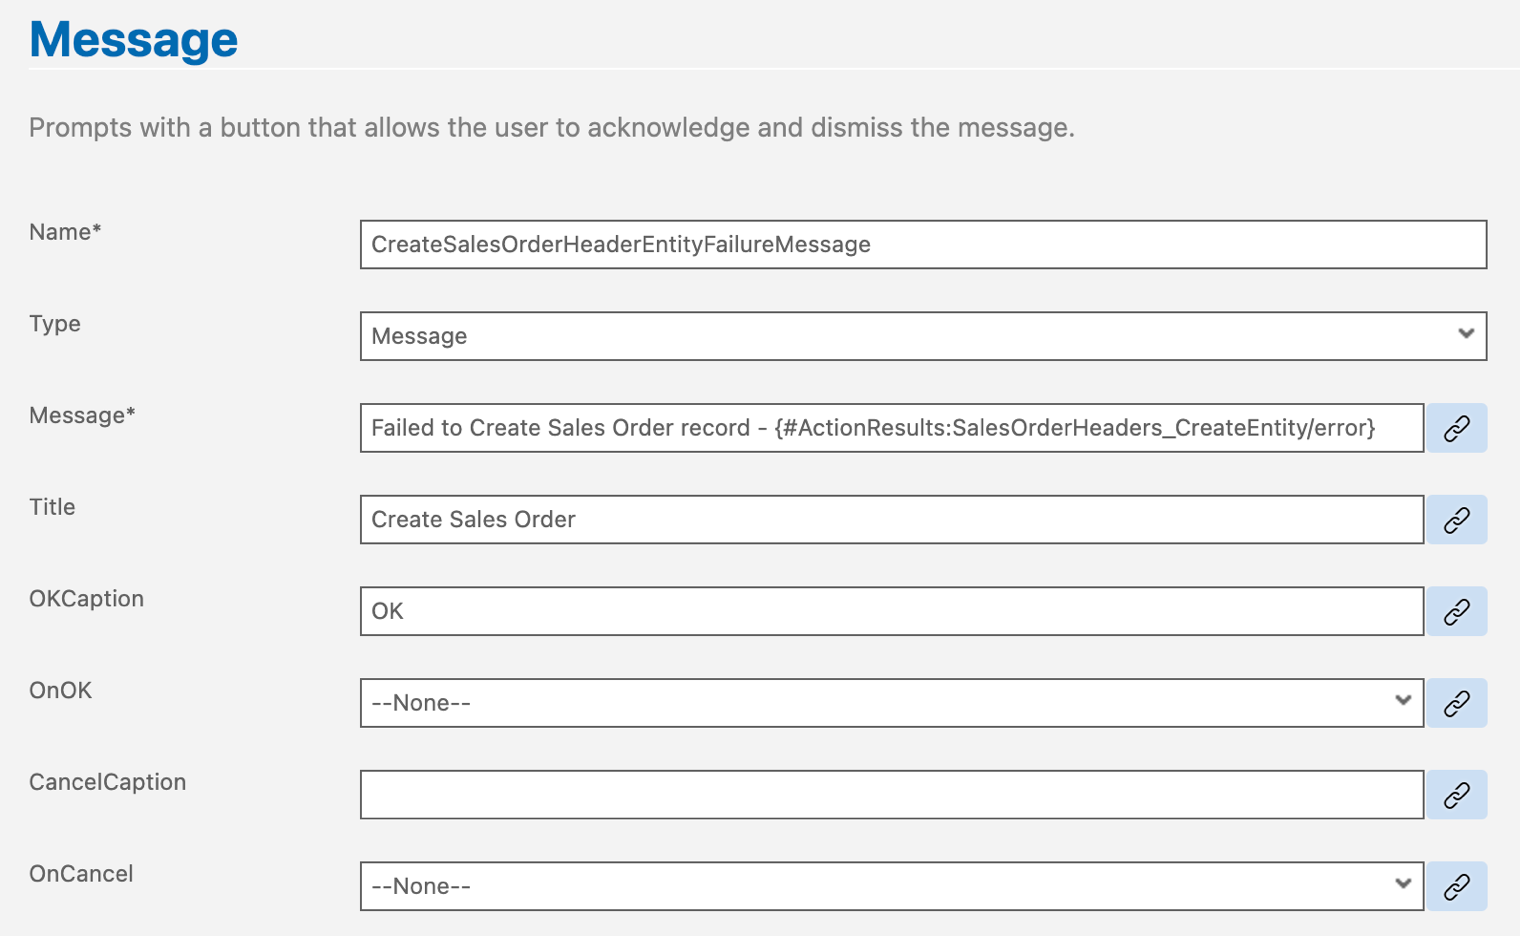 Message
Prompts with a button that allows the user to acknowledge and dismiss the message.
Name*
CreateSalesOrderHeaderEntityFailureMessage
Type
Message
Message*
Failed to Create Sales Order record - {#ActionResults:SalesOrderHeaders_CreateEntity/error}
Title
Create Sales Order
OKCaption
OK
OnOK
--None--
CancelCaption
OnCancel
--None--